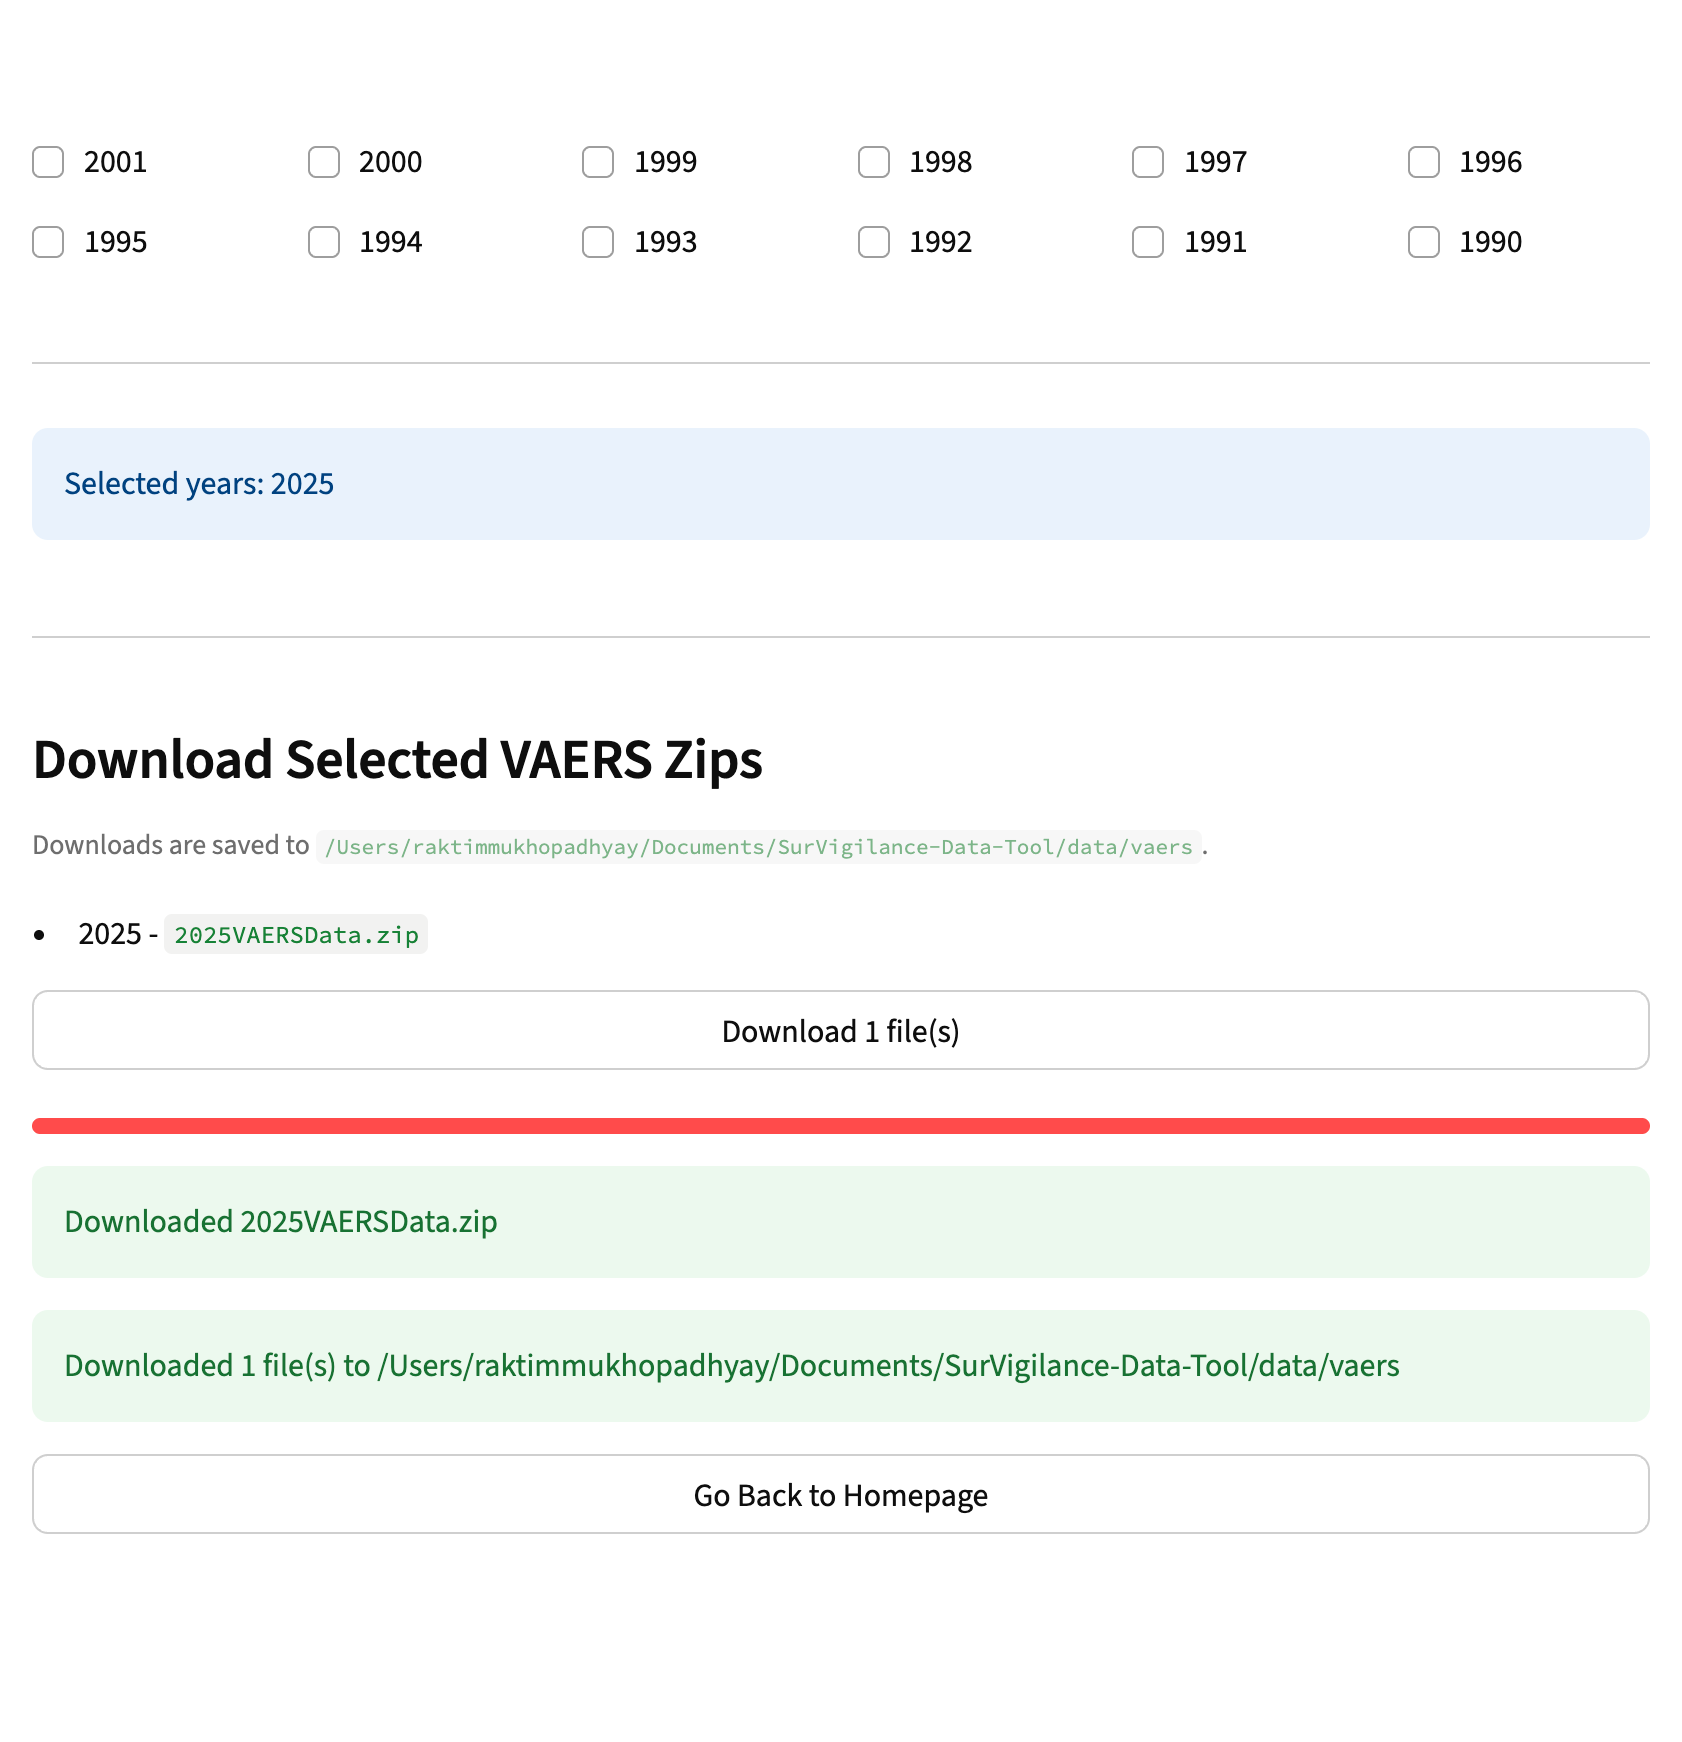 2001 2000 1999 1998 1997 1996
1995 1994 1993 1992 1991 1990
Selected years: 2025
Download Selected VAERS Zips
Downloads are saved to /Users/raktimmukhopadhyay/Documents/SurVigilance-Data-Tool/data/vaers.
2025 - 2025VAERSData.zip
Download 1 file(s)
Downloaded 2025VAERSData.zip
Downloaded 1 file(s) to /Users/raktimmukhopadhyay/Documents/SurVigilance-Data-Tool/data/vaers
Go Back to Homepage